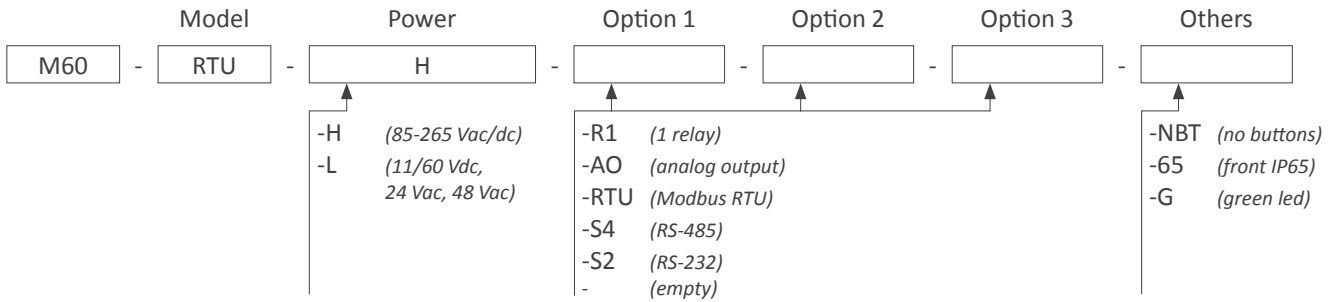 Model Power Option 1 Option 2 Option 3 Others
M60 - RTU - H - - - -
-H (85-265 Vac/dc) -R1 (1 relay) -NBT (no buttons)
-L (11/60 Vdc, -AO (analog output) -65 (front IP65)
24 Vac, 48 Vac) -RTU (Modbus RTU) -G (green led)
-S4 (RS-485)
-S2 (RS-232)
- (empty)